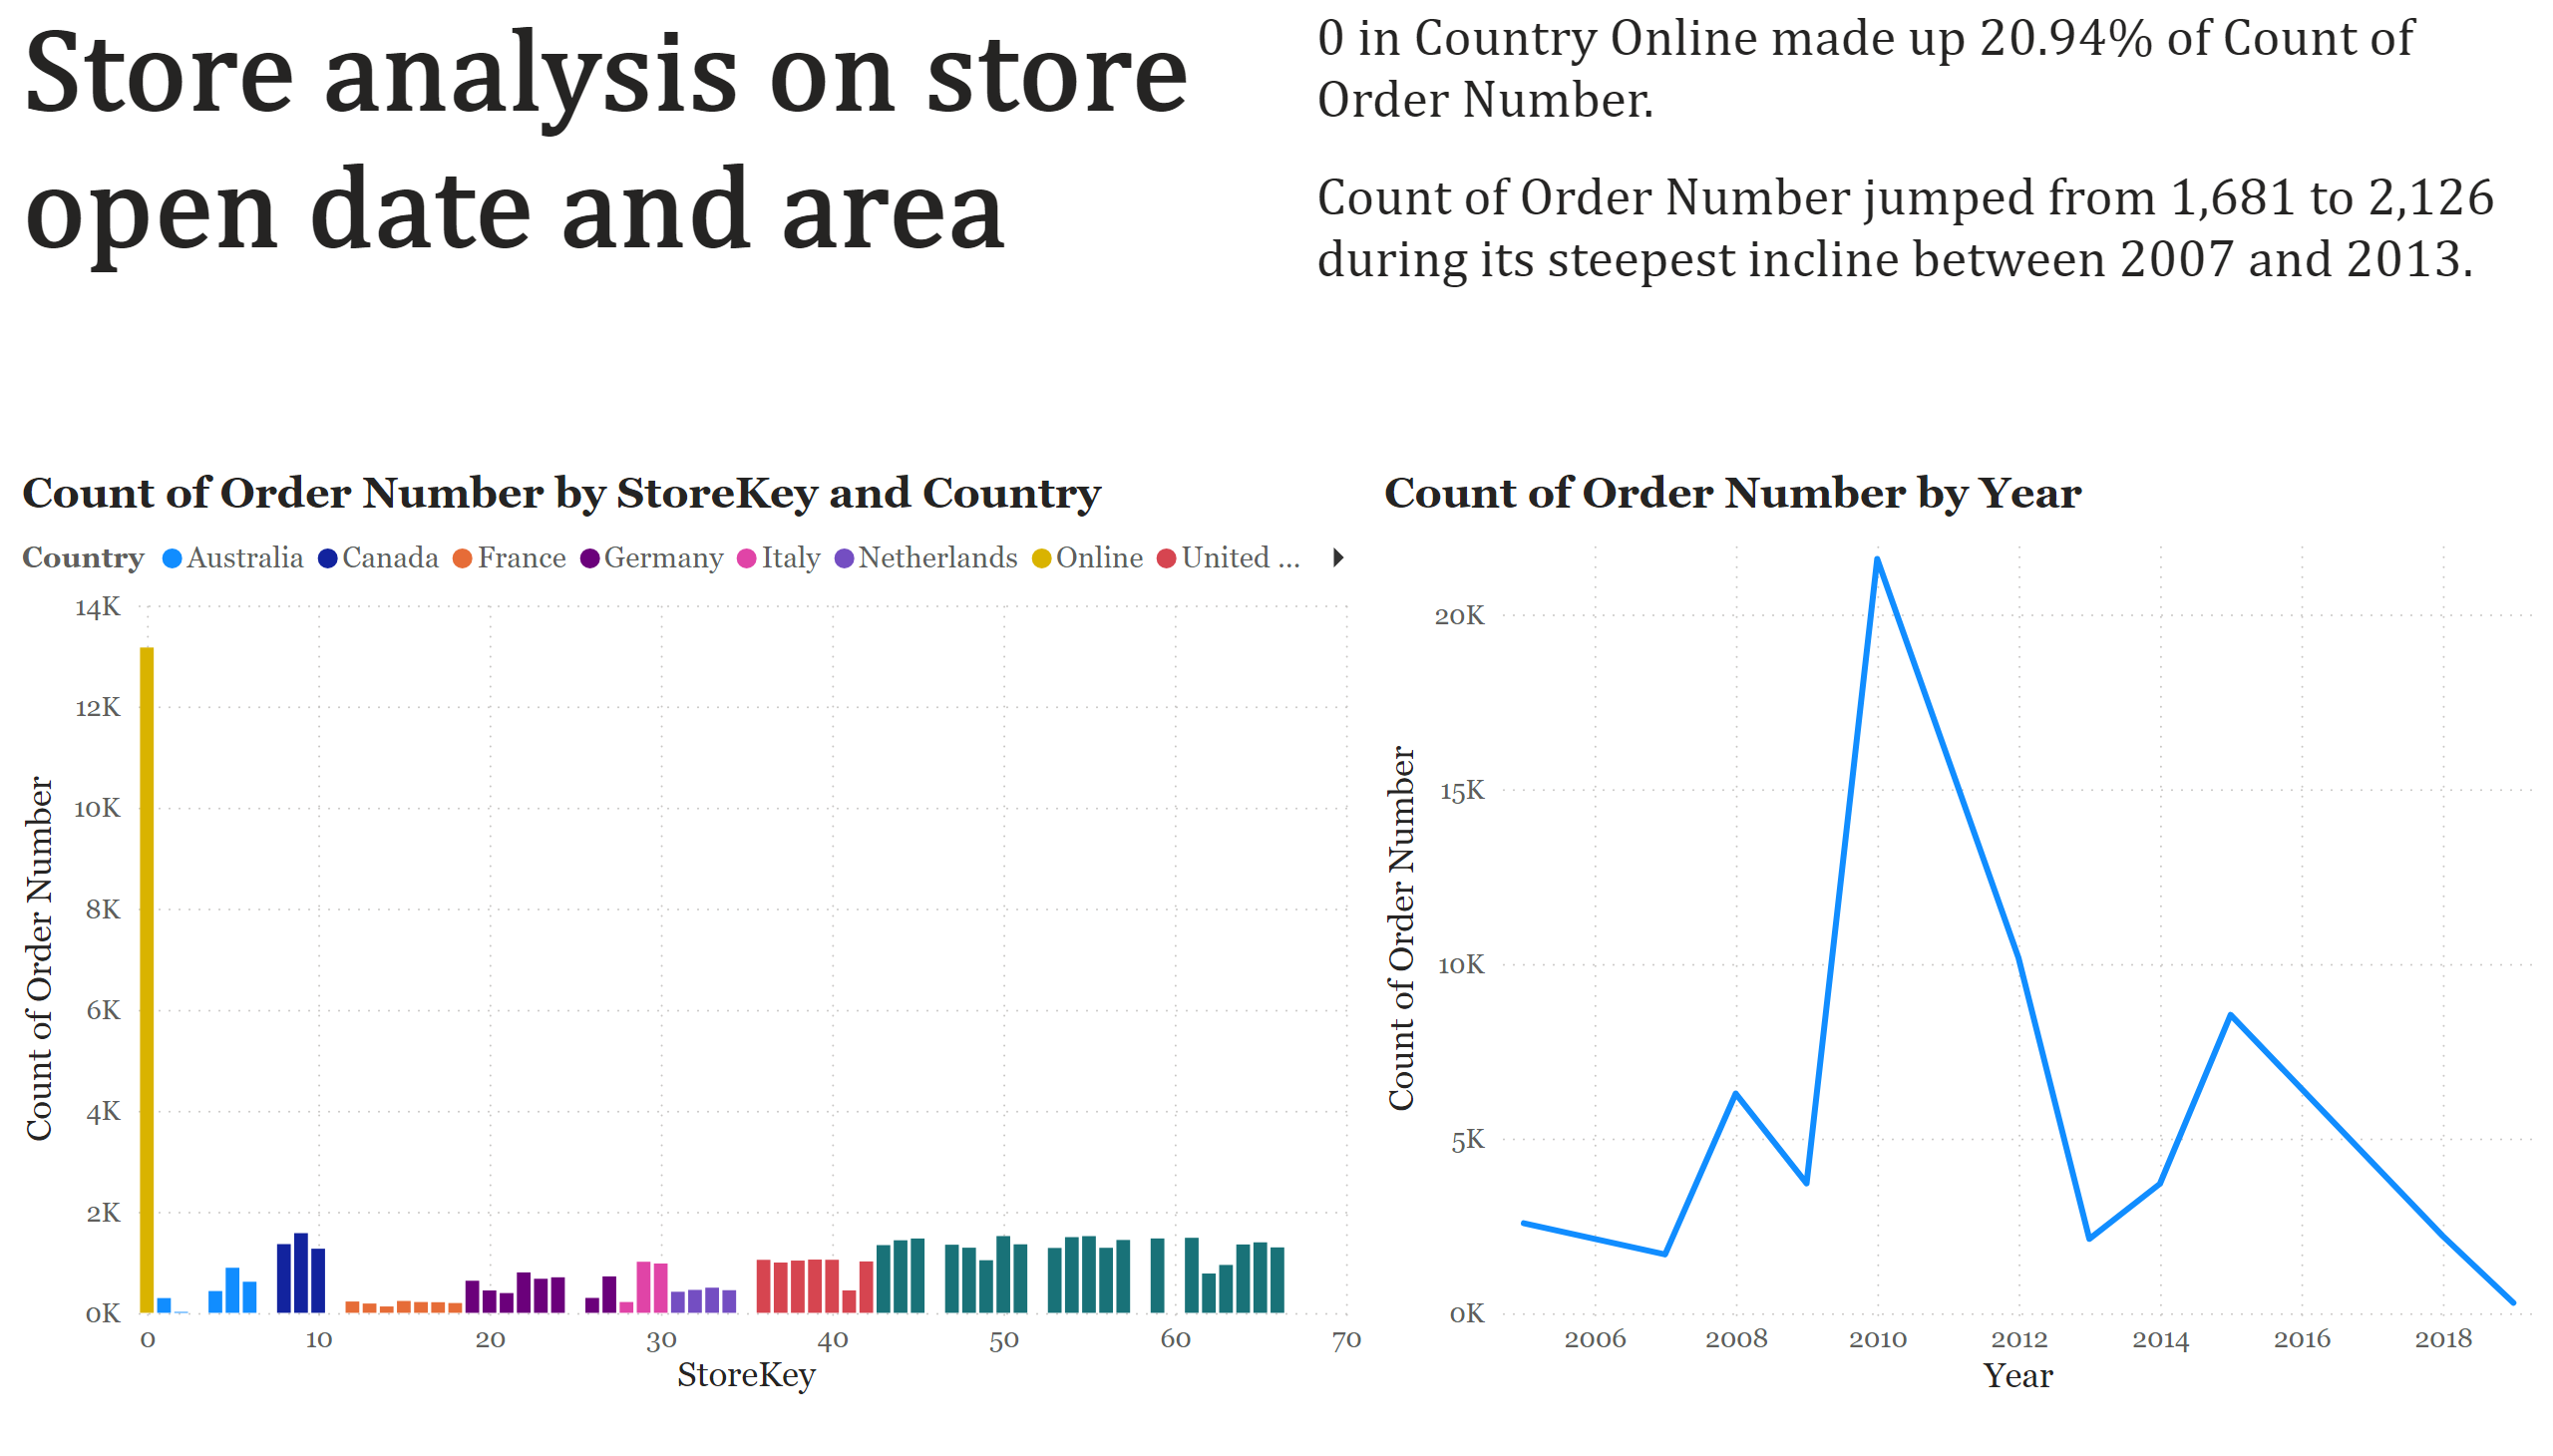 Store analysis on store
open date and area
0 in Country Online made up 20.94% of Count of
Order Number.
Count of Order Number jumped from 1,681 to 2,126
during its steepest incline between 2007 and 2013.
Count of Order Number by StoreKey and Country
Country Australia Canada France Germany Italy Netherlands Online United ...
14K
12K
10K
8K
6K
4K
2K
0K
Count of Order Number
0 10 20 30 40 50 60 70
StoreKey
Count of Order Number by Year
20K
15K
10K
5K
0K
Count of Order Number
2006 2008 2010 2012 2014 2016 2018
Year